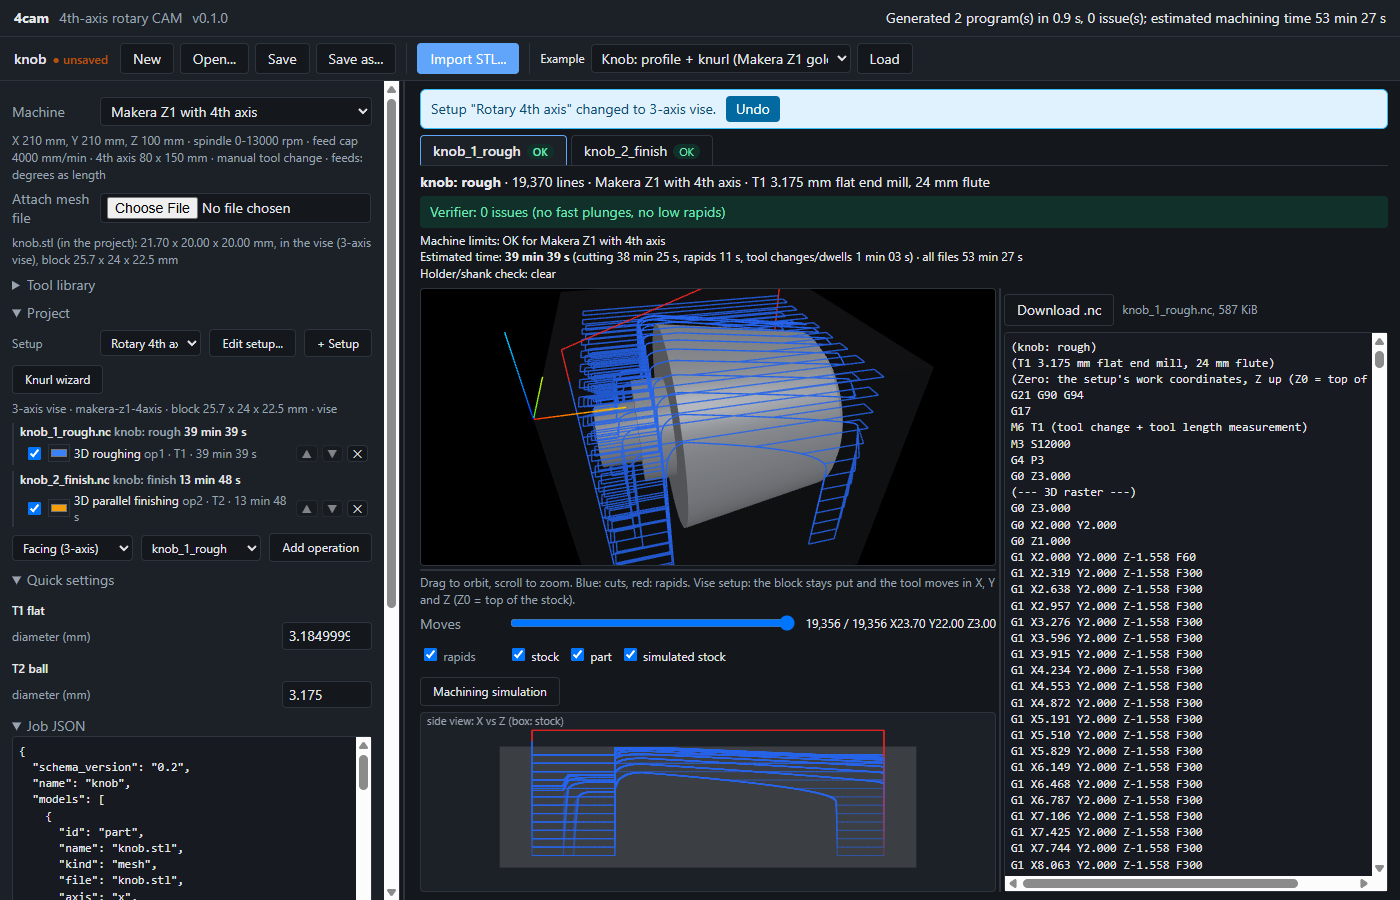 4cam 4th-axis rotary CAM v0.1.0
Generated 2 program(s) in 0.9 s, 0 issue(s); estimated machining time 53 min 27 s
knob • unsaved New Open... Save Save as... Import STL... Example Knob: profile + knurl (Makera Z1 gol Load
Machine Makera Z1 with 4th axis
X 210 mm, Y 210 mm, Z 100 mm · spindle 0-13000 rpm · feed cap
4000 mm/min · 4th axis 80 x 150 mm · manual tool change · feeds:
degrees as length
Attach mesh
file
Choose File No file chosen
knob.stl (in the project): 21.70 x 20.00 x 20.00 mm, in the vise (3-axis
vise), block 25.7 x 24 x 22.5 mm
Tool library
Project
Setup Rotary 4th ax Edit setup... + Setup
Knurl wizard
3-axis vise · makera-z1-4axis · block 25.7 x 24 x 22.5 mm · vise
knob_1_rough.nc knob: rough 39 min 39 s
3D roughing op1 · T1 · 39 min 39 s
knob_2_finish.nc knob: finish 13 min 48 s
3D parallel finishing op2 · T2 · 13 min 48
s
Facing (3-axis) knob_1_rough Add operation
Quick settings
T1 flat
diameter (mm) 3.1849999
T2 ball
diameter (mm) 3.175
Job JSON
{
"schema_version": "0.2",
"name": "knob",
"models": [
{
"id": "part",
"name": "knob.stl",
"kind": "mesh",
"file": "knob.stl",
"axis": "x",
Setup "Rotary 4th axis" changed to 3-axis vise. Undo
knob_1_rough OK knob_2_finish OK
knob: rough · 19,370 lines · Makera Z1 with 4th axis · T1 3.175 mm flat end mill, 24 mm flute
Verifier: 0 issues (no fast plunges, no low rapids)
Machine limits: OK for Makera Z1 with 4th axis
Estimated time: 39 min 39 s (cutting 38 min 25 s, rapids 11 s, tool changes/dwells 1 min 03 s) · all files 53 min 27 s
Holder/shank check: clear
Drag to orbit, scroll to zoom. Blue: cuts, red: rapids. Vise setup: the block stays put and the tool moves in X, Y
and Z (Z0 = top of the stock).
Moves 19,356 / 19,356 X23.70 Y22.00 Z3.00
rapids stock part simulated stock
Machining simulation
side view: X vs Z (box: stock)
Download .nc knob_1_rough.nc, 587 KiB
(knob: rough)
(T1 3.175 mm flat end mill, 24 mm flute)
(Zero: the setup's work coordinates, Z up (Z0 = top of
G21 G90 G94
G17
M6 T1 (tool change + tool length measurement)
M3 S12000
G4 P3
G0 Z3.000
(--- 3D raster ---)
G0 Z3.000
G0 X2.000 Y2.000
G0 Z1.000
G1 X2.000 Y2.000 Z-1.558 F60
G1 X2.319 Y2.000 Z-1.558 F300
G1 X2.638 Y2.000 Z-1.558 F300
G1 X2.957 Y2.000 Z-1.558 F300
G1 X3.276 Y2.000 Z-1.558 F300
G1 X3.596 Y2.000 Z-1.558 F300
G1 X3.915 Y2.000 Z-1.558 F300
G1 X4.234 Y2.000 Z-1.558 F300
G1 X4.553 Y2.000 Z-1.558 F300
G1 X4.872 Y2.000 Z-1.558 F300
G1 X5.191 Y2.000 Z-1.558 F300
G1 X5.510 Y2.000 Z-1.558 F300
G1 X5.829 Y2.000 Z-1.558 F300
G1 X6.149 Y2.000 Z-1.558 F300
G1 X6.468 Y2.000 Z-1.558 F300
G1 X6.787 Y2.000 Z-1.558 F300
G1 X7.106 Y2.000 Z-1.558 F300
G1 X7.425 Y2.000 Z-1.558 F300
G1 X7.744 Y2.000 Z-1.558 F300
G1 X8.063 Y2.000 Z-1.558 F300